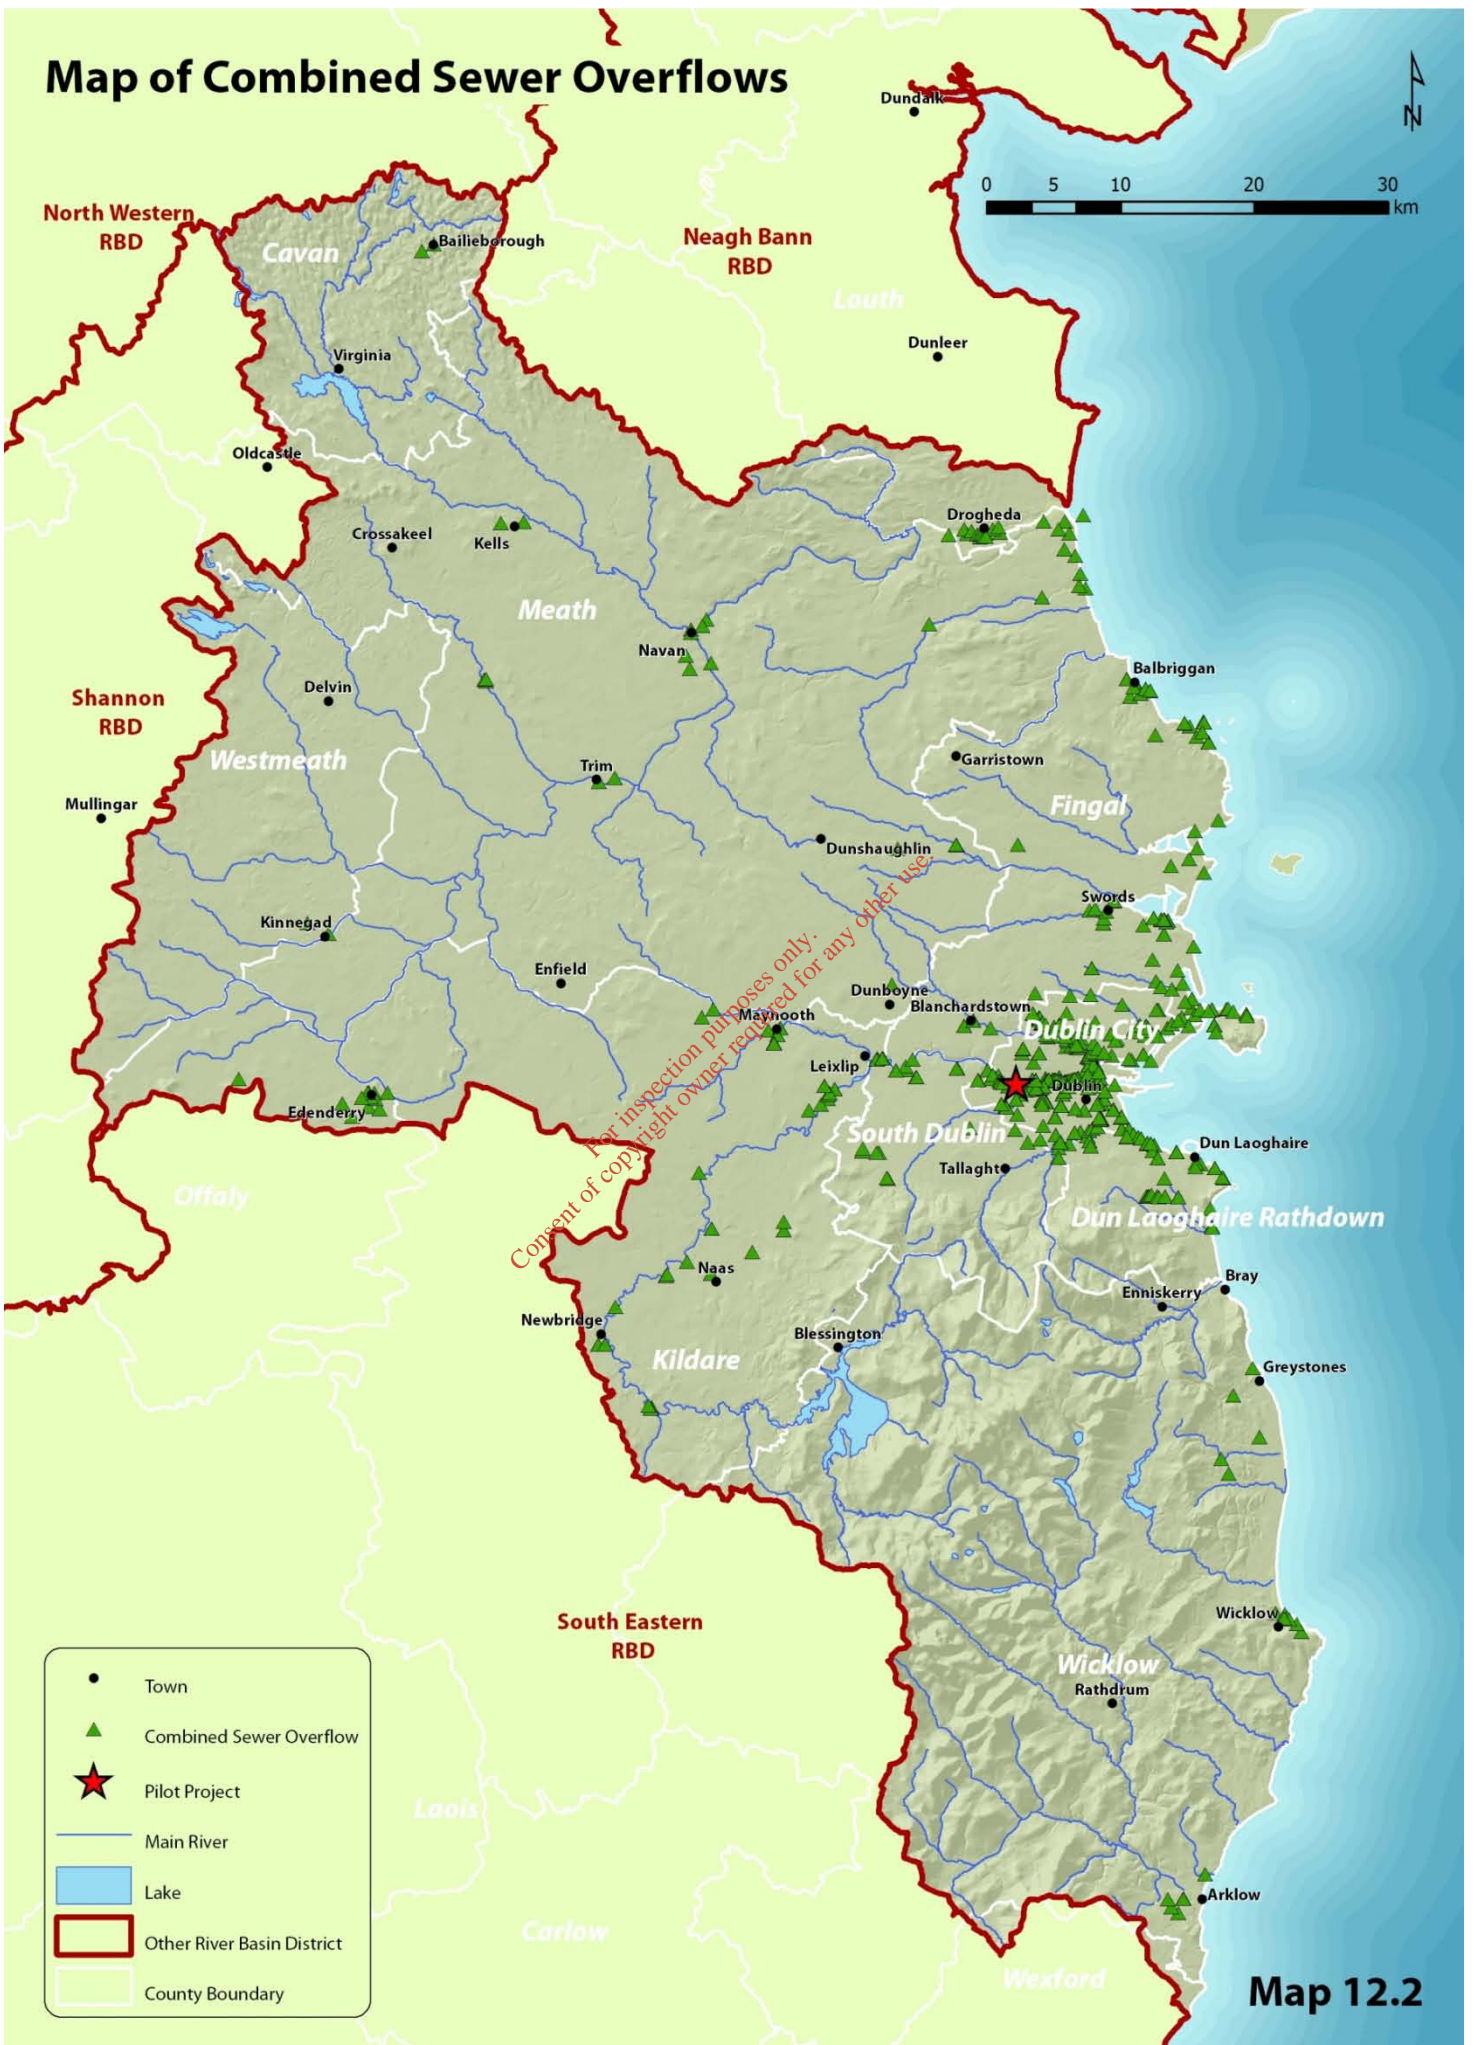 Map of Combined Sewer Overflows
Dundalk
N
0 5 10 20 30
km
North Western
RBD
Cavan
Bailieborough
Neagh Bann
RBD
Louth
Dunleer
Virginia
Oldcastle
Drogheda
Crossakeel
Kells
Meath
Navan
Balbriggan
Shannon
RBD
Delvin
Westmeath
Garristown
Trim
Fingal
Mullingar
Dunshaughlin
Swords
Kinnegad
Enfield
Dunboyne
Blanchardstown
Maynooth
Dublin City
Leixlip
Dublin
Edenderry
South Dublin
Dun Laoghaire
Tallaght
Offaly
Dun Laoghaire Rathdown
For inspection purposes only.
Consent of copyright owner required for any other use.
Naas
Bray
Enniskerry
Newbridge
Blessington
Kildare
Greystones
South Eastern
RBD
Wicklow
Wicklow
Rathdrum
Laois
Arklow
Carlow
Wexford
Town
Combined Sewer Overflow
Pilot Project
Main River
Lake
Other River Basin District
County Boundary
Map 12.2